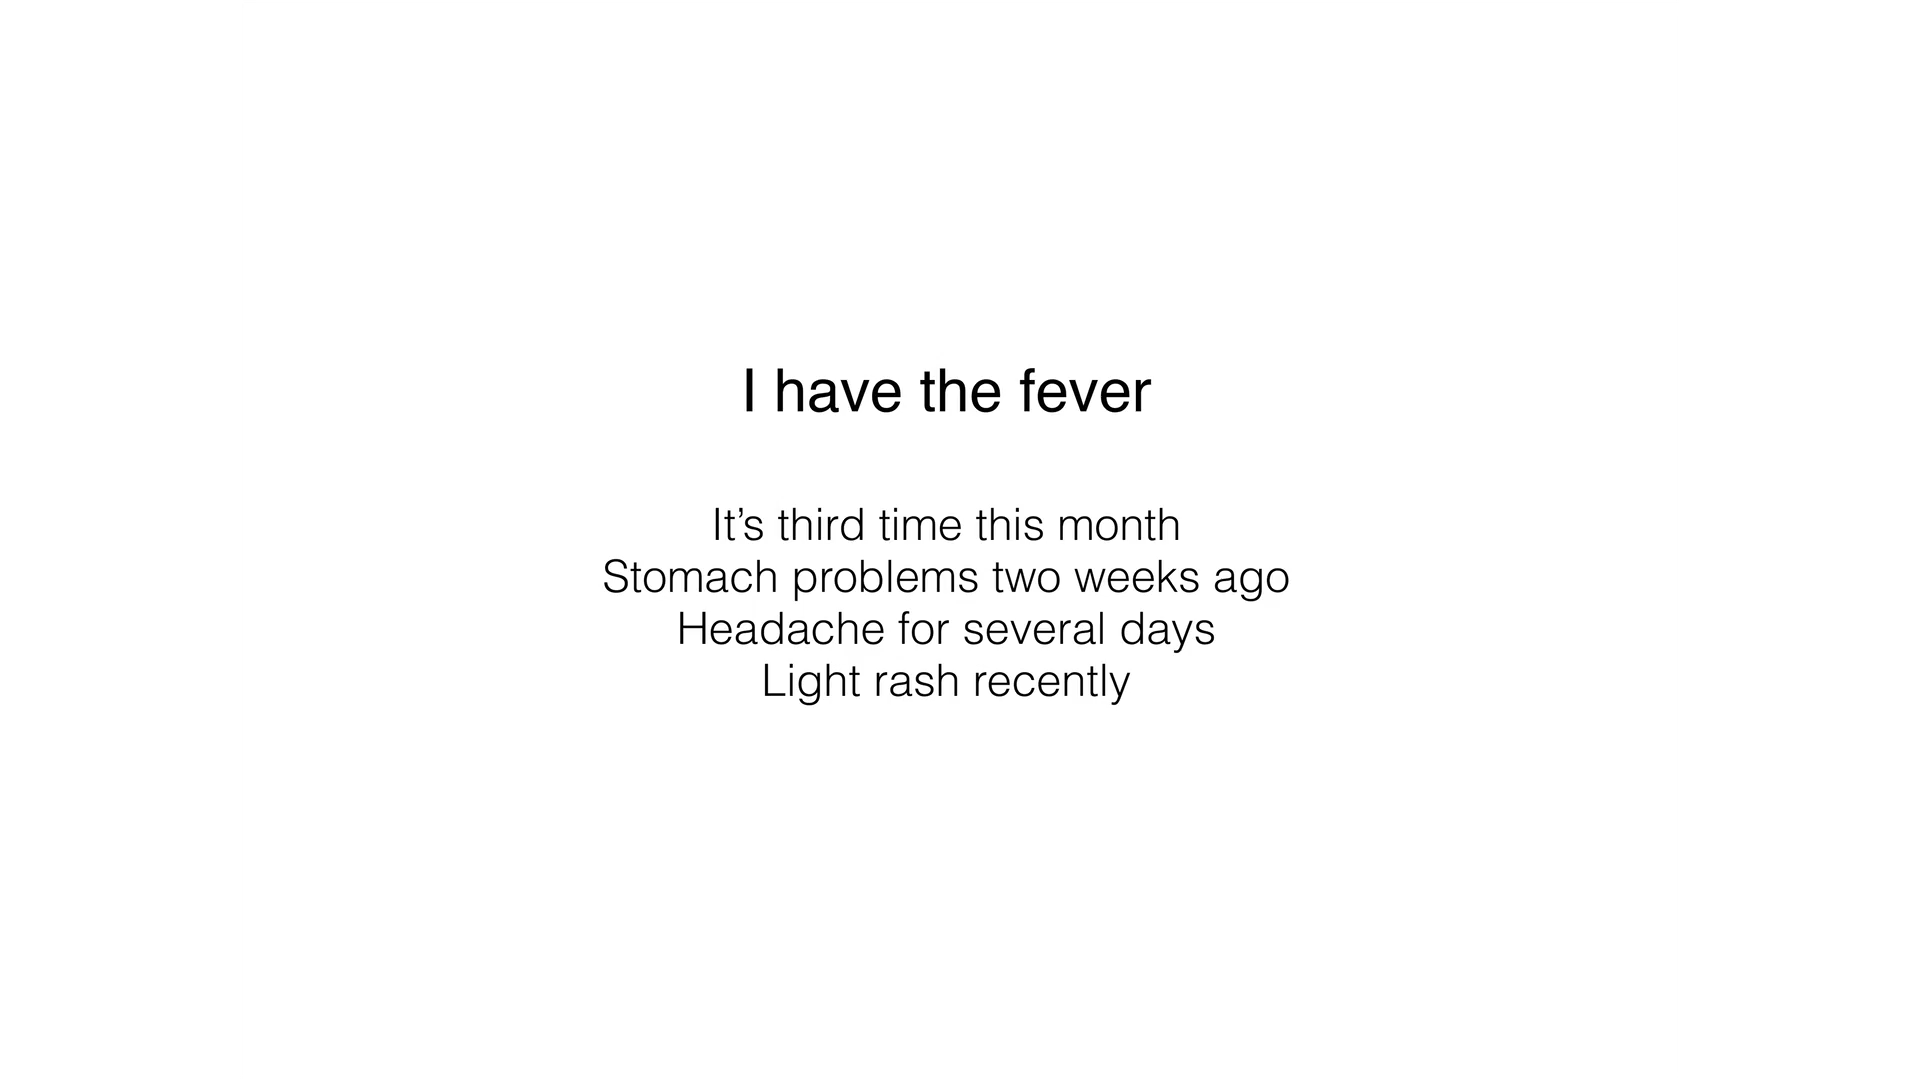 I have the fever
It’s third time this month
Stomach problems two weeks ago
Headache for several days
Light rash recently